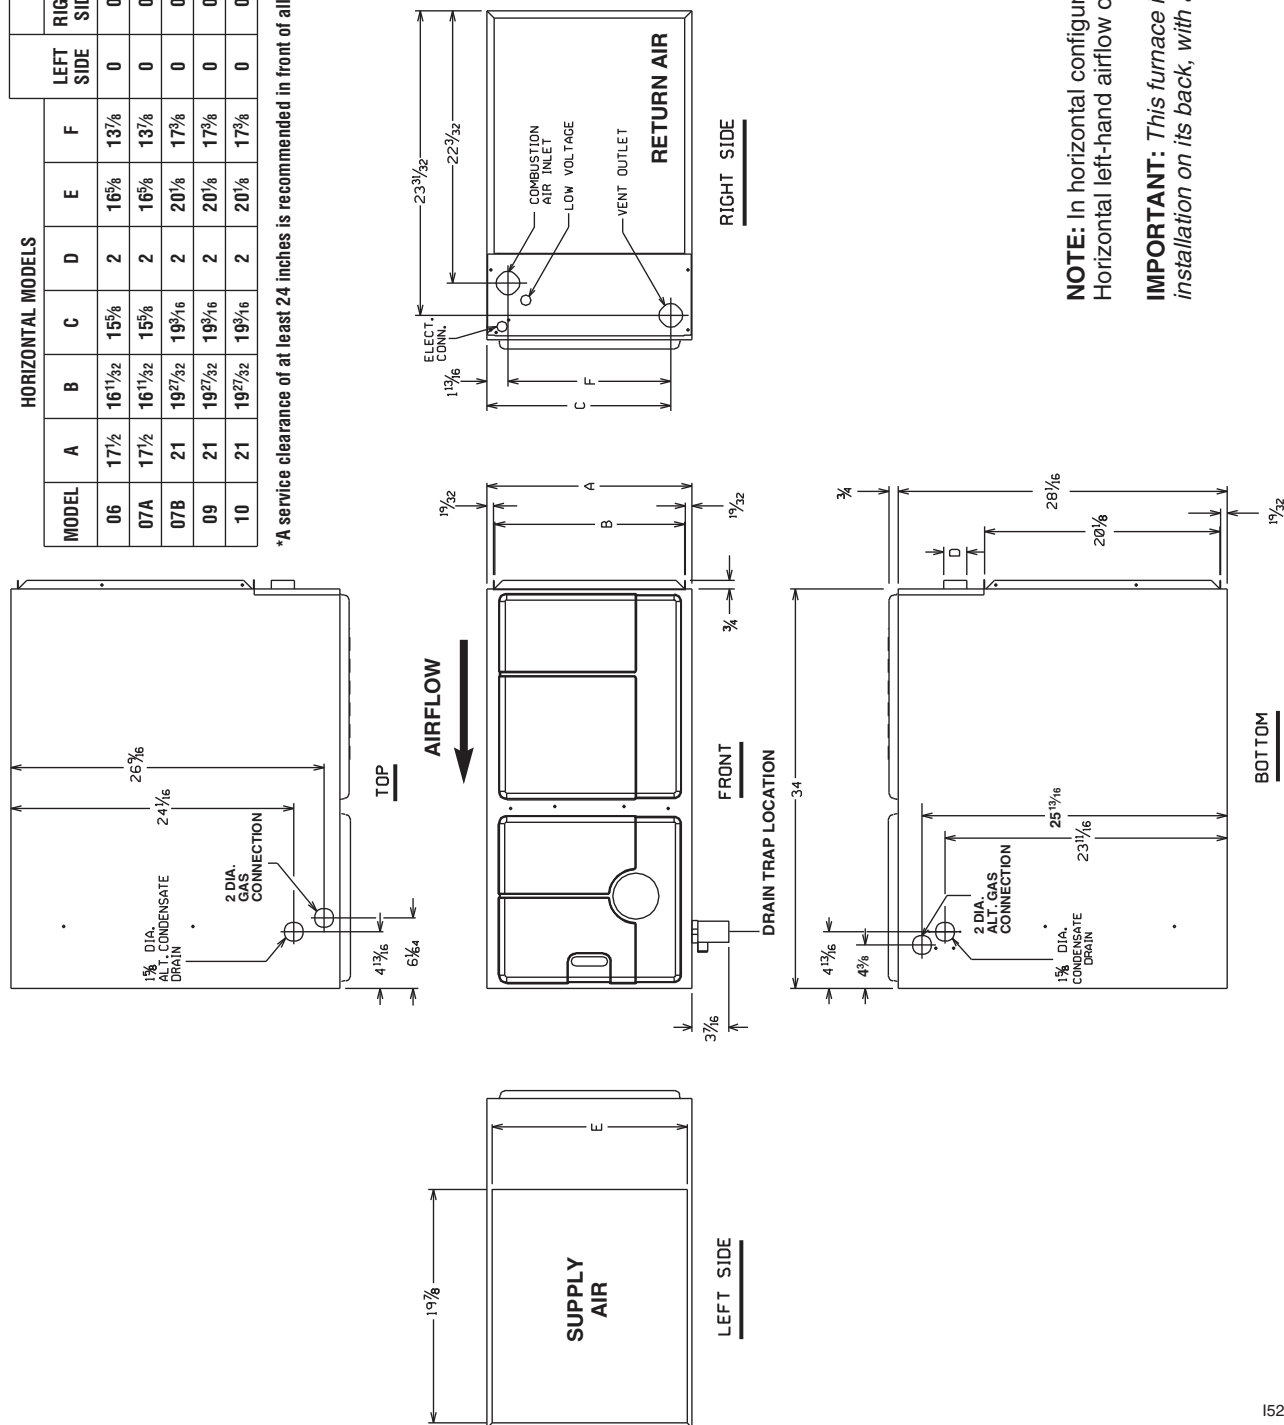 HORIZONTAL MODELS
MODEL A B C D E F LEFT SIDE
06 17½ 16¹¹⁄₃₂ 15⅝ 2 16⅝ 13⅞ 0
07A 17½ 16¹¹⁄₃₂ 15⅝ 2 16⅝ 13⅞ 0
07B 21 19²⁷⁄₃₂ 19³⁄₁₆ 2 20⅛ 17⅜ 0
09 21 19²⁷⁄₃₂ 19³⁄₁₆ 2 20⅛ 17⅜ 0
10 21 19²⁷⁄₃₂ 19³⁄₁₆ 2 20⅛ 17⅜ 0
*A service clearance of at least 24 inches is recommended in front of all
26⁹⁄₁₆
24¹⁄₁₆
1⅝ DIA.
ALT. CONDENSATE
DRAIN
2 DIA.
GAS
CONNECTION
4¹³⁄₁₆
6¹⁄₆₄
TOP
SUPPLY
AIR
19⅞
E
LEFT SIDE
AIRFLOW
19⁄32
A
B
19⁄32
¾
3⁷⁄₁₆
FRONT
DRAIN TRAP LOCATION
23³¹⁄₃₂
22³⁄₃₂
ELECT.
CONN.
1¹³⁄₁₆
F
C
COMBUSTION
AIR INLET
LOW VOLTAGE
VENT OUTLET
RETURN AIR
RIGHT SIDE
34
4¹³⁄₁₆
4⅜
2 DIA.
ALT. GAS
CONNECTION
1⅝ DIA.
CONDENSATE
DRAIN
25¹³⁄₁₆
23¹¹⁄₁₆
¾
D
28¹⁄₁₆
20⅛
19⁄32
BOTTOM
NOTE: In horizontal
Horizontal left-hand airflow
IMPORTANT: This furnace
installation on its back, with
I52